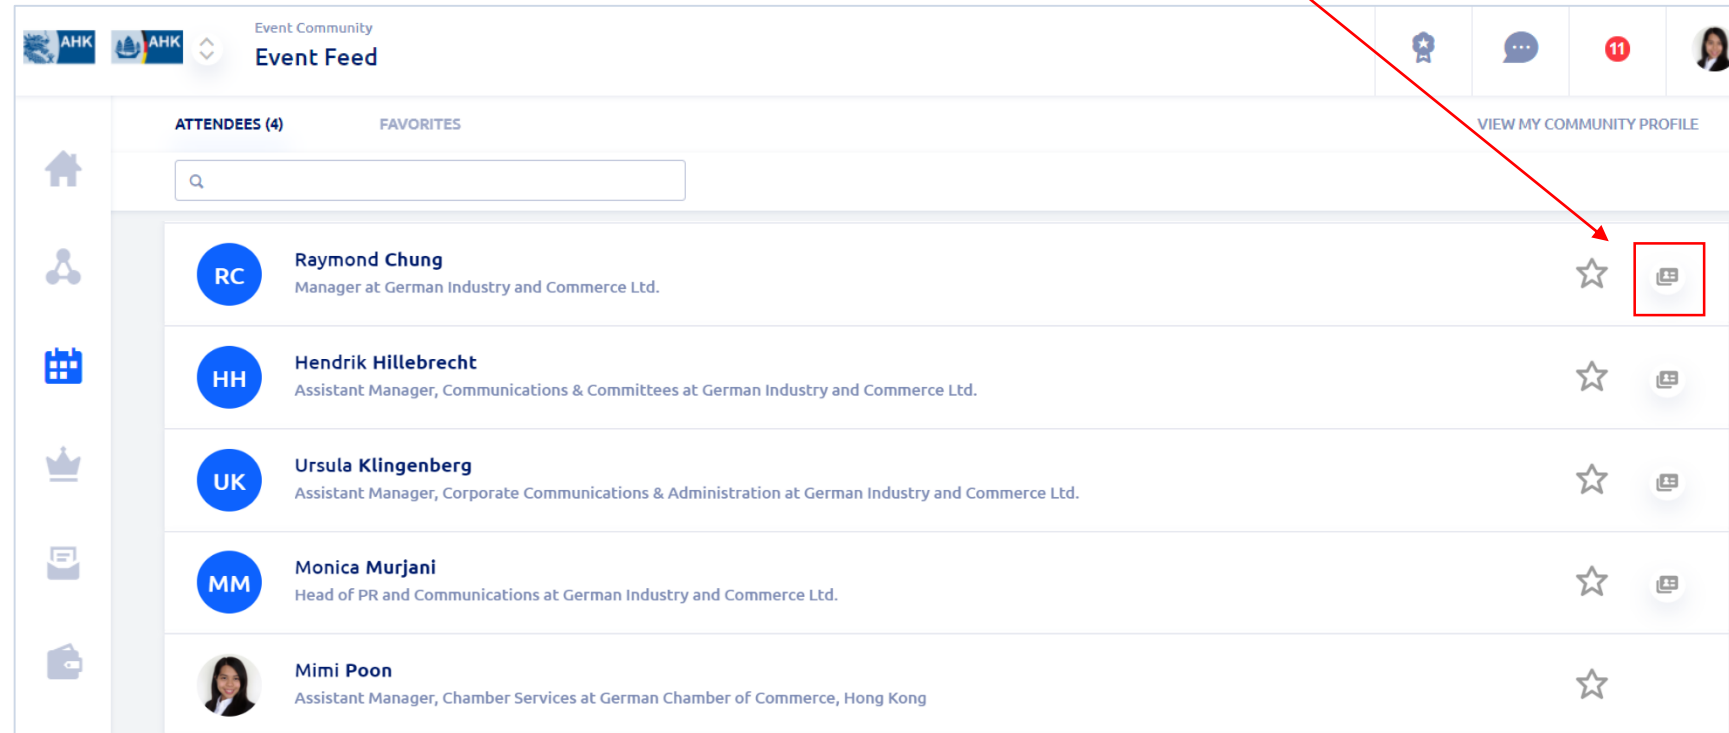 AHK
AHK
Event Community
Event Feed
11
ATTENDEES (4)
FAVORITES
VIEW MY COMMUNITY PROFILE
RC
Raymond Chung
Manager at German Industry and Commerce Ltd.
HH
Hendrik Hillebrecht
Assistant Manager, Communications & Committees at German Industry and Commerce Ltd.
UK
Ursula Klingenberg
Assistant Manager, Corporate Communications & Administration at German Industry and Commerce Ltd.
MM
Monica Murjani
Head of PR and Communications at German Industry and Commerce Ltd.
Mimi Poon
Assistant Manager, Chamber Services at German Chamber of Commerce, Hong Kong